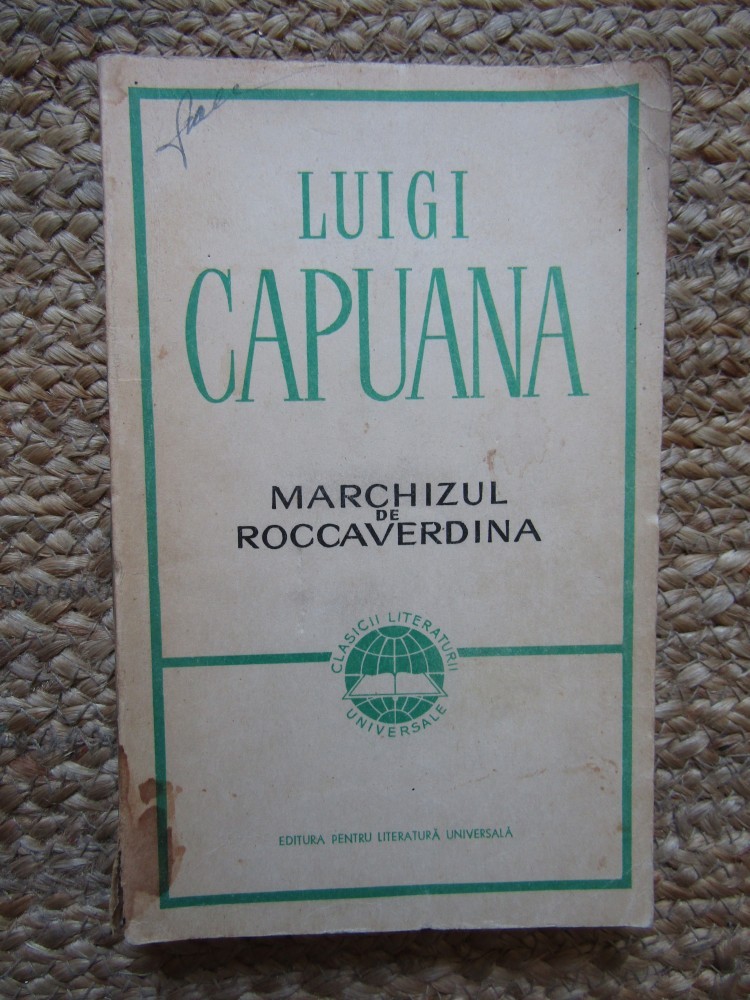 LUIGI
CAPUANA
MARCHIZUL
DE
ROCCAVERDINA
CLASICII LITERATURII
UNIVERSALE
EDITURA PENTRU LITERATURĂ UNIVERSALĂ